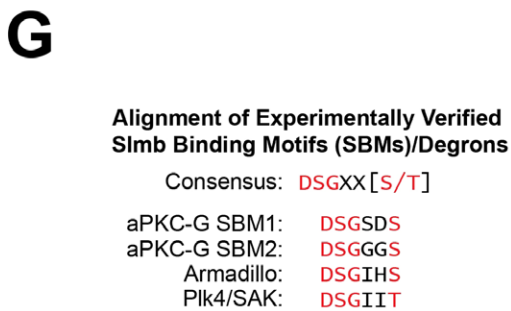 G
Alignment of Experimentally Verified
Slmb Binding Motifs (SBMs)/Degrons
Consensus: DSGXX[S/T]
aPKC-G SBM1: DSGSDS
aPKC-G SBM2: DSGGGS
Armadillo: DSGIHS
Plk4/SAK: DSGIIT